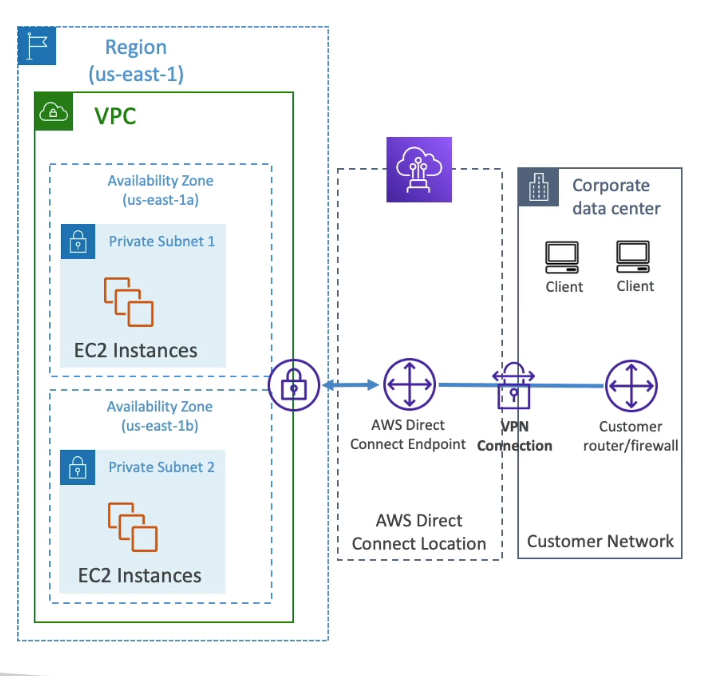 Region
(us-east-1)
VPC
Availability Zone
(us-east-1a)
Private Subnet 1
EC2 Instances
Availability Zone
(us-east-1b)
Private Subnet 2
EC2 Instances
AWS Direct
Connect Endpoint
AWS Direct
Connect Location
VPN
Connection
Corporate
data center
Client
Client
Customer
router/firewall
Customer Network